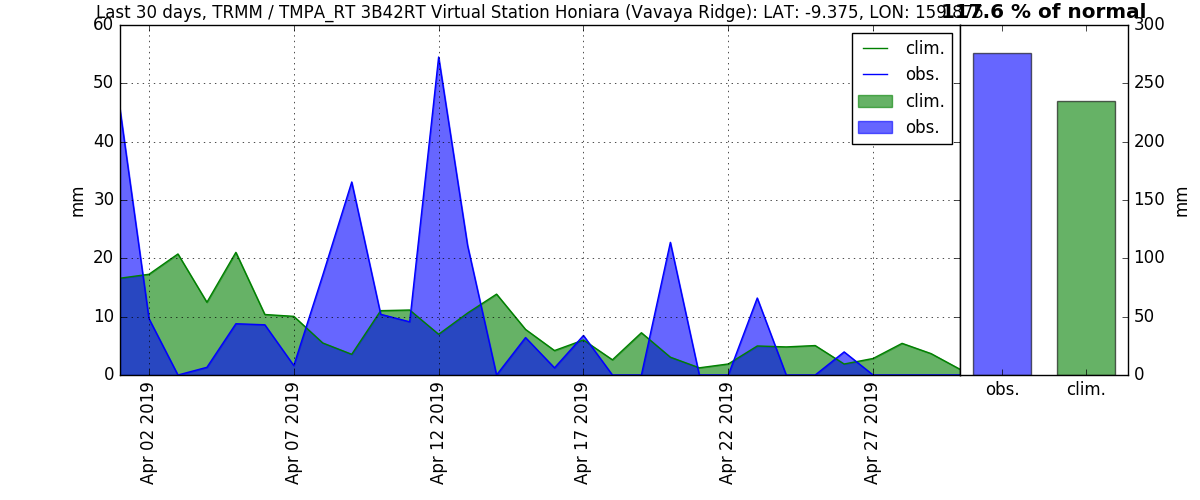 Last 30 days, TRMM / TMPA_RT 3B42RT Virtual Station Honiara (Vavaya Ridge): LAT: -9.375, LON: 159.875
117.6 % of normal
60
50
40
30
20
10
0
mm
clim.
obs.
clim.
obs.
Apr 02 2019
Apr 07 2019
Apr 12 2019
Apr 17 2019
Apr 22 2019
Apr 27 2019
300
250
200
150
100
50
0
mm
obs.
clim.